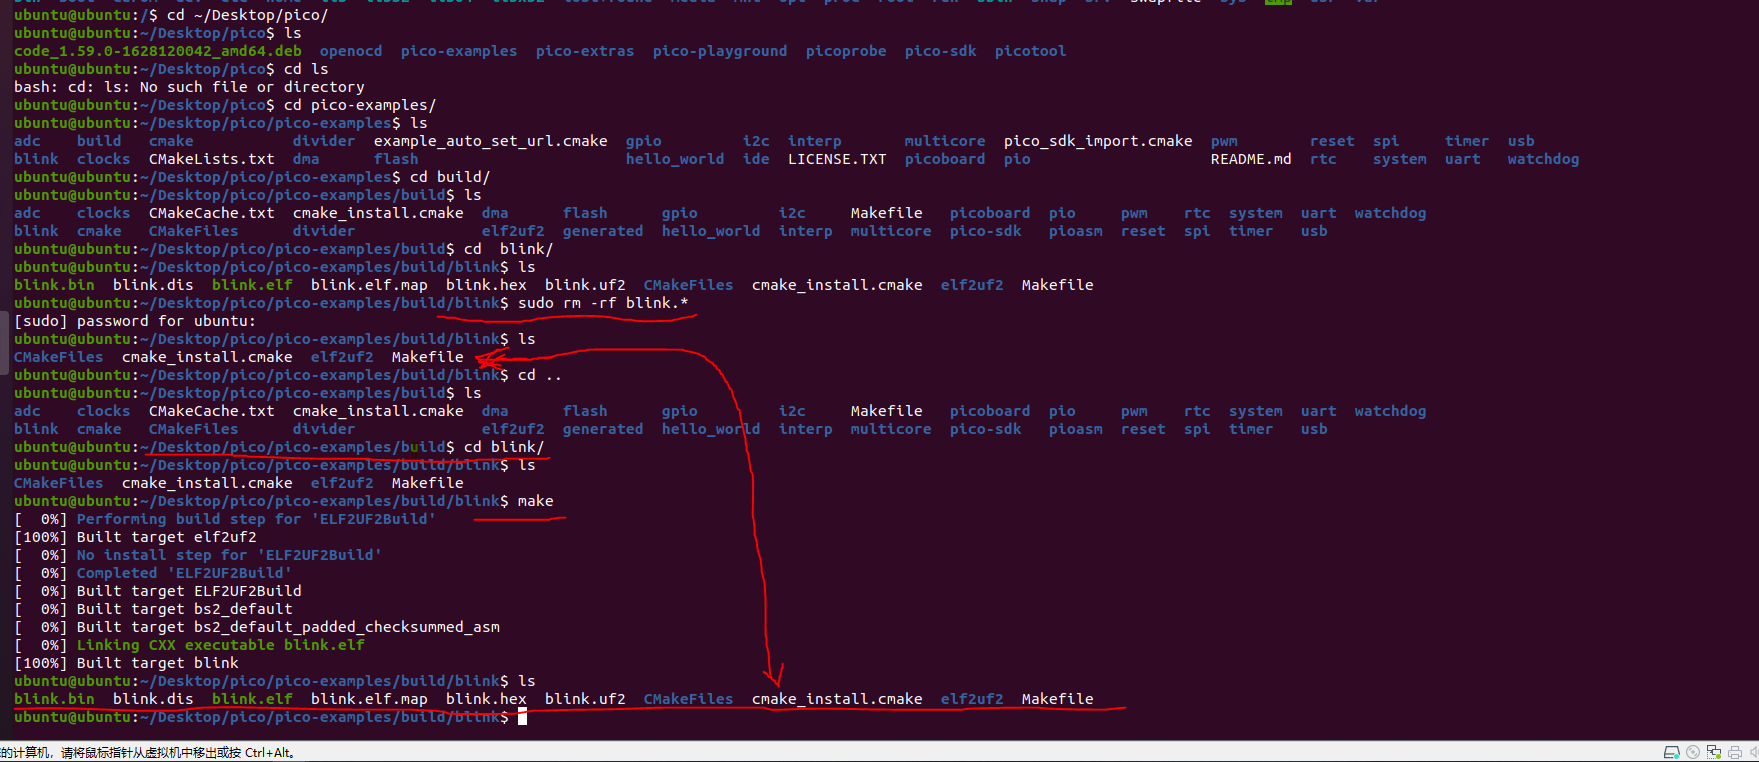 ubuntu:/$ cd ~/Desktop/pico/
ubuntu@ubuntu:~/Desktop/pico$ ls
code_1.59.0-1628120042_amd64.deb openocd pico-examples pico-extras pico-playground picoprobe pico-sdk picotool
ubuntu@ubuntu:~/Desktop/pico$ cd ls
bash: cd: ls: No such file or directory
ubuntu@ubuntu:~/Desktop/pico$ cd pico-examples/
ubuntu@ubuntu:~/Desktop/pico/pico-examples$ ls
adc build cmake divider example_auto_set_url.cmake gpio i2c interp multicore pico_sdk_import.cmake pwm reset spi timer usb
blink clocks CMakeLists.txt dma flash hello_world ide LICENSE.TXT picoboard pio README.md rtc system uart watchdog
ubuntu@ubuntu:~/Desktop/pico/pico-examples$ cd build/
ubuntu@ubuntu:~/Desktop/pico/pico-examples/build$ ls
adc clocks CMakeCache.txt cmake_install.cmake dma flash gpio i2c Makefile picoboard pio pwm rtc system uart watchdog
blink cmake CMakeFiles divider elf2uf2 generated hello_world interp multicore pico-sdk pioasm reset spi timer usb
ubuntu@ubuntu:~/Desktop/pico/pico-examples/build$ cd  blink/
ubuntu@ubuntu:~/Desktop/pico/pico-examples/build/blink$ ls
blink.bin blink.dis blink.elf blink.elf.map blink.hex blink.uf2 CMakeFiles cmake_install.cmake elf2uf2 Makefile
ubuntu@ubuntu:~/Desktop/pico/pico-examples/build/blink$ sudo rm -rf blink.*
[sudo] password for ubuntu:
ubuntu@ubuntu:~/Desktop/pico/pico-examples/build/blink$ ls
CMakeFiles cmake_install.cmake elf2uf2 Makefile
ubuntu@ubuntu:~/Desktop/pico/pico-examples/build/blink$ cd ..
ubuntu@ubuntu:~/Desktop/pico/pico-examples/build$ ls
adc clocks CMakeCache.txt cmake_install.cmake dma flash gpio i2c Makefile picoboard pio pwm rtc system uart watchdog
blink cmake CMakeFiles divider elf2uf2 generated hello_world interp multicore pico-sdk pioasm reset spi timer usb
ubuntu@ubuntu:~/Desktop/pico/pico-examples/build$ cd blink/
ubuntu@ubuntu:~/Desktop/pico/pico-examples/build/blink$ ls
CMakeFiles cmake_install.cmake elf2uf2 Makefile
ubuntu@ubuntu:~/Desktop/pico/pico-examples/build/blink$ make
[  0%] Performing build step for 'ELF2UF2Build'
[100%] Built target elf2uf2
[  0%] No install step for 'ELF2UF2Build'
[  0%] Completed 'ELF2UF2Build'
[  0%] Built target ELF2UF2Build
[  0%] Built target bs2_default
[  0%] Built target bs2_default_padded_checksummed_asm
[  0%] Linking CXX executable blink.elf
[100%] Built target blink
ubuntu@ubuntu:~/Desktop/pico/pico-examples/build/blink$ ls
blink.bin blink.dis blink.elf blink.elf.map blink.hex blink.uf2 CMakeFiles cmake_install.cmake elf2uf2 Makefile
ubuntu@ubuntu:~/Desktop/pico/pico-examples/build/blink$
的计算机，请将鼠标指针从虚拟机中移出或按 Ctrl+Alt。